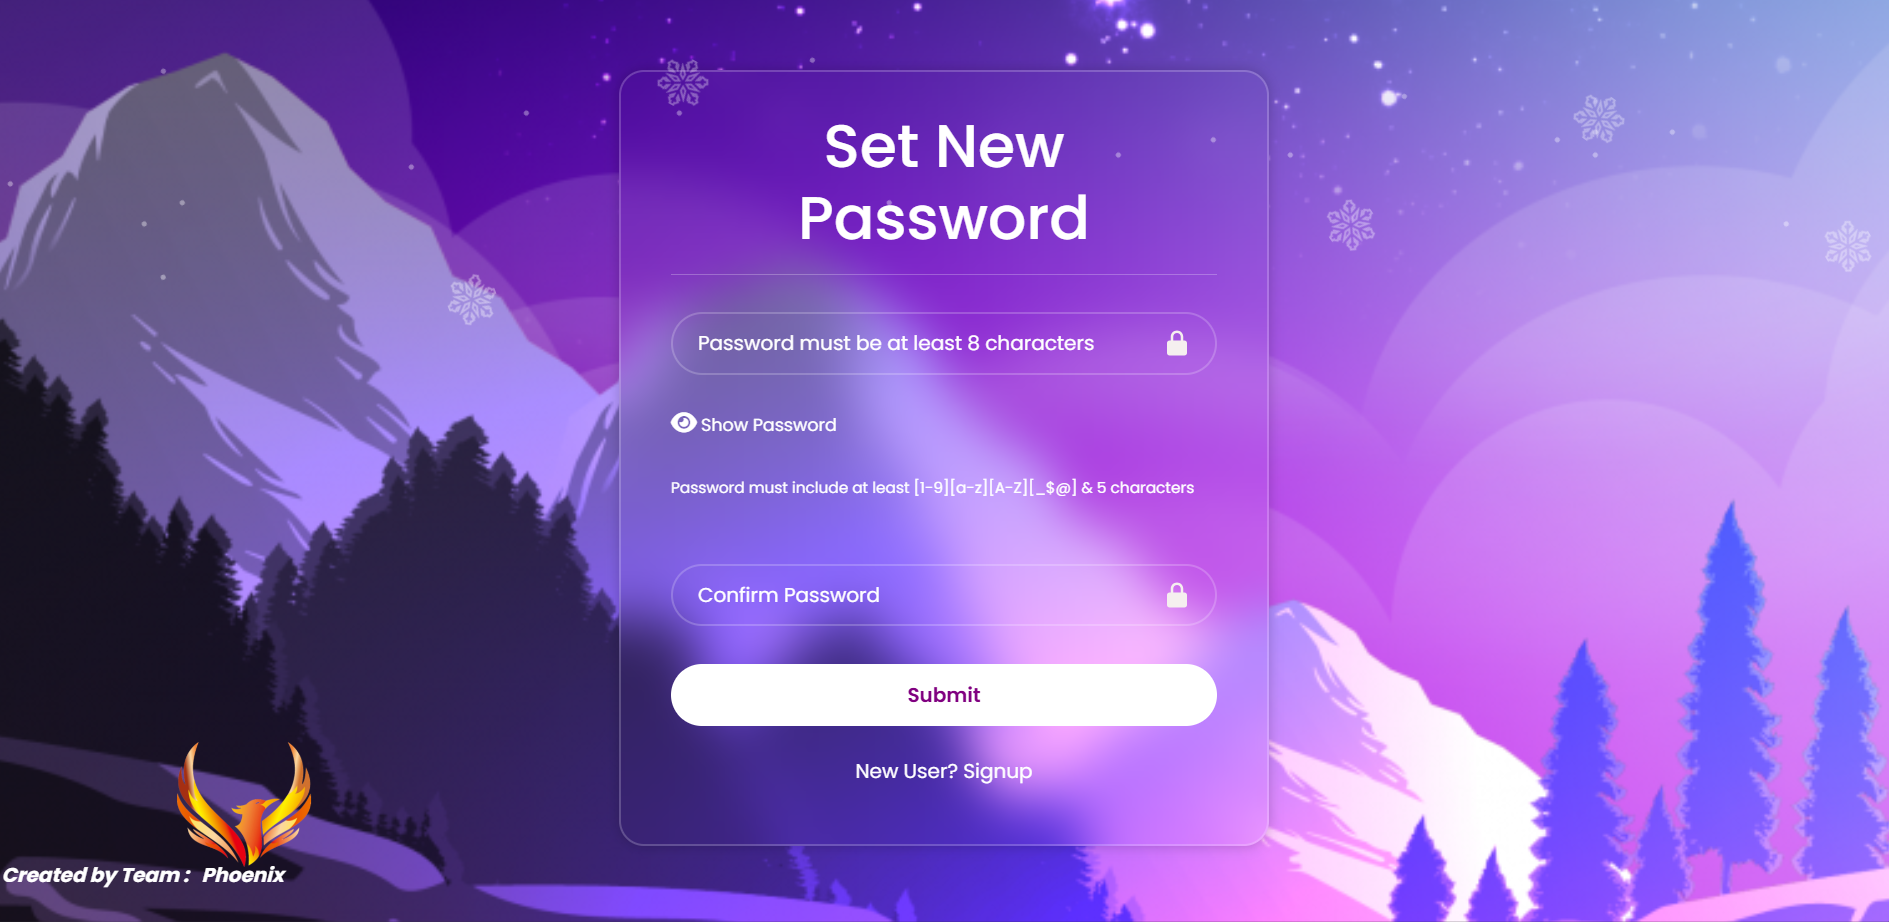 Set New
Password
Password must be at least 8 characters
Show Password
Password must include at least [1-9][a-z][A-Z][_$@] & 5 characters
Confirm Password
Submit
New User? Signup
Created by Team : Phoenix